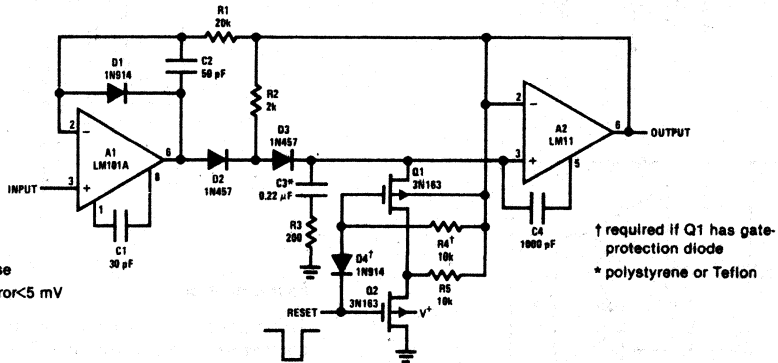 R1
20k
C2
50 pF
D1
1N914
R2
2k
D3
1N457
2
A1
LM101A
6
8
3
1
INPUT
D2
1N457
C1
30 pF
C3*
0.22 µF
R3
200
Q1
3N163
2
A2
LM11
6
OUTPUT
3
5
C4
1000 pF
R4†
10k
D4†
1N914
R5
10k
Q2
3N163
V+
RESET
† required if Q1 has gate-
protection diode
* polystyrene or Teflon
se
ror<5 mV